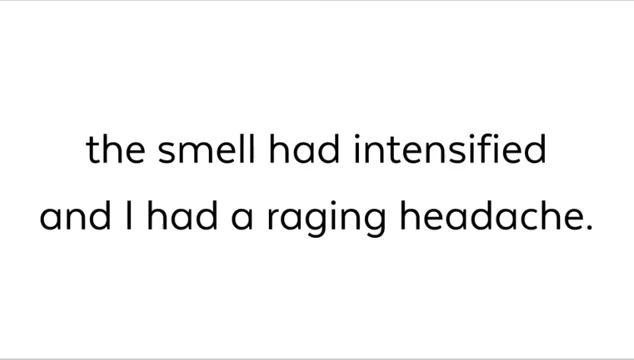 the smell had intensified
and I had a raging headache.